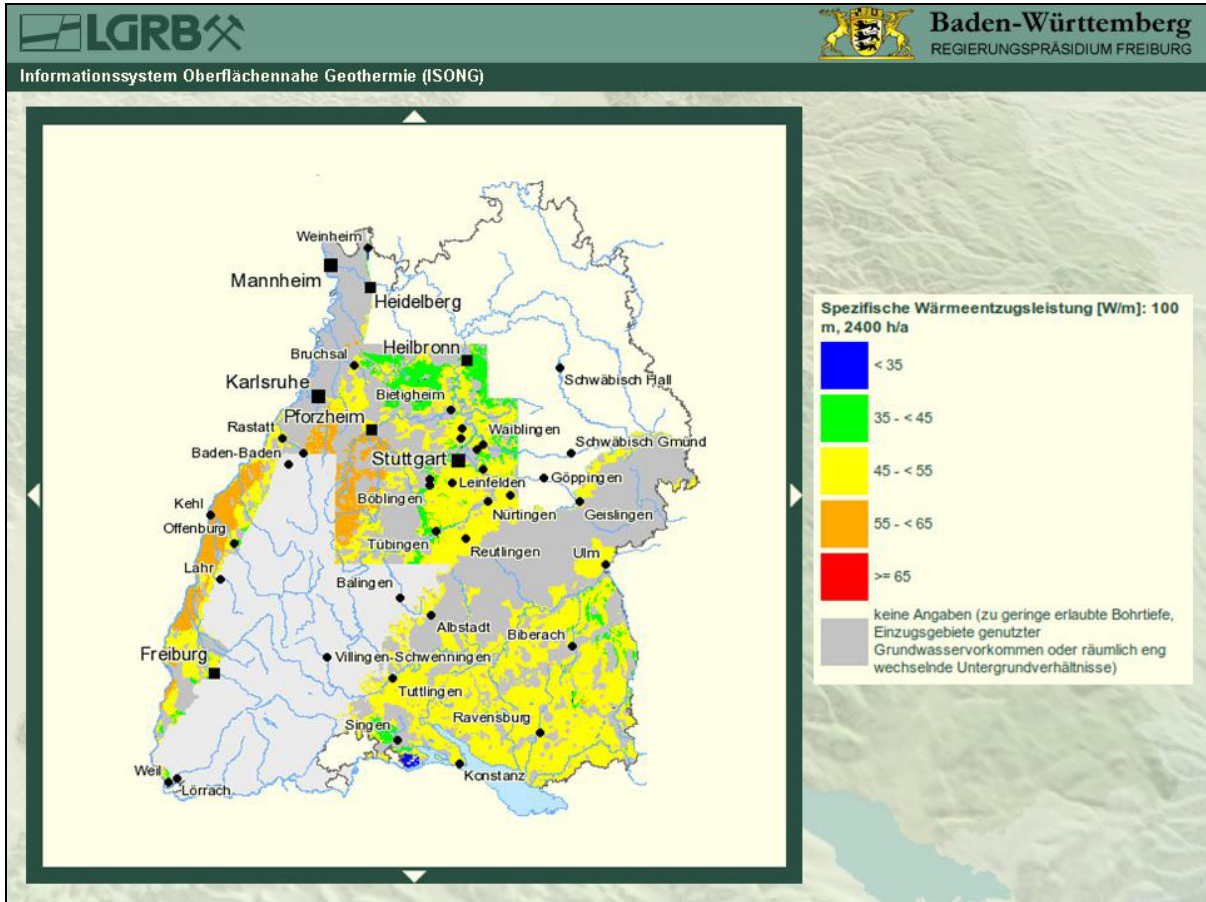 LGRB
Baden-Württemberg
REGIERUNGSPRÄSIDIUM FREIBURG
Informationssystem Oberflächennahe Geothermie (ISONG)
Weinheim
Mannheim
Heidelberg
Bruchsal
Heilbronn
Schwäbisch Hall
Karlsruhe
Bietigheim
Pforzheim
Rastatt
Waiblingen
Schwäbisch Gmünd
Baden-Baden
Stuttgart
Göppingen
Leinfelden
Kehl
Böblingen
Nürtingen
Geislingen
Offenburg
Tübingen
Reutlingen
Ulm
Lahr
Balingen
Albstadt
Biberach
Freiburg
Villingen-Schwenningen
Tuttlingen
Singen
Ravensburg
Weil
Konstanz
Lörrach
Spezifische Wärmeentzugsleistung [W/m]: 100
m, 2400 h/a
< 35
35 - < 45
45 - < 55
55 - < 65
>= 65
keine Angaben (zu geringe erlaubte Bohrtiefe,
Einzugsgebiete genutzter
Grundwasservorkommen oder räumlich eng
wechselnde Untergrundverhältnisse)